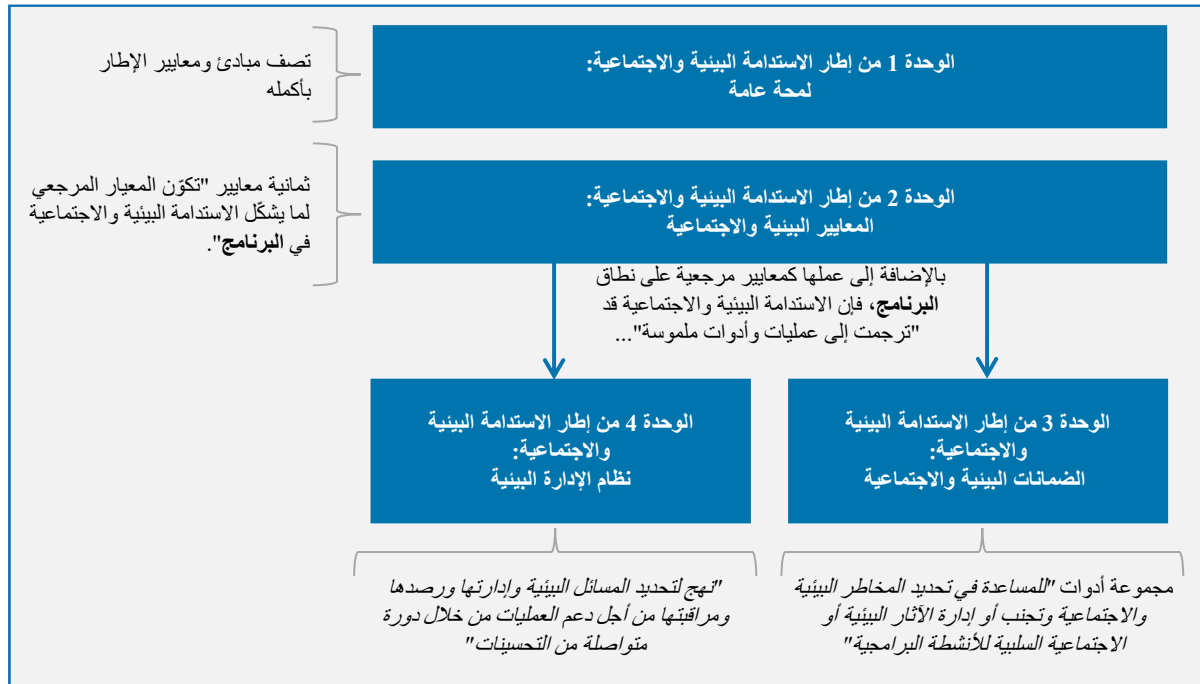 الوحدة 1 من إطار الاستدامة البيئية والاجتماعية:
لمحة عامة
تصف مبادئ ومعايير الإطار
بأكمله
الوحدة 2 من إطار الاستدامة البيئية والاجتماعية:
المعايير البيئية والاجتماعية
ثمانية معايير "تكوّن المعيار المرجعي
لما يشكّل الاستدامة البيئية والاجتماعية
في البرنامج".
بالإضافة إلى عملها كمعايير مرجعية على نطاق
البرنامج، فإن الاستدامة البيئية والاجتماعية قد
"ترجمت إلى عمليات وأدوات ملموسة"...
الوحدة 3 من إطار الاستدامة البيئية
والاجتماعية:
الضمانات البيئية والاجتماعية
الوحدة 4 من إطار الاستدامة البيئية
والاجتماعية:
نظام الإدارة البيئية
مجموعة أدوات "للمساعدة في تحديد المخاطر البيئية
والاجتماعية وتجنب أو إدارة الآثار البيئية أو
الاجتماعية السلبية للأنشطة البرامجية"
"نهج لتحديد المسائل البيئية وإدارتها ورصدها
ومراقبتها من أجل دعم العمليات من خلال دورة
متواصلة من التحسينات"